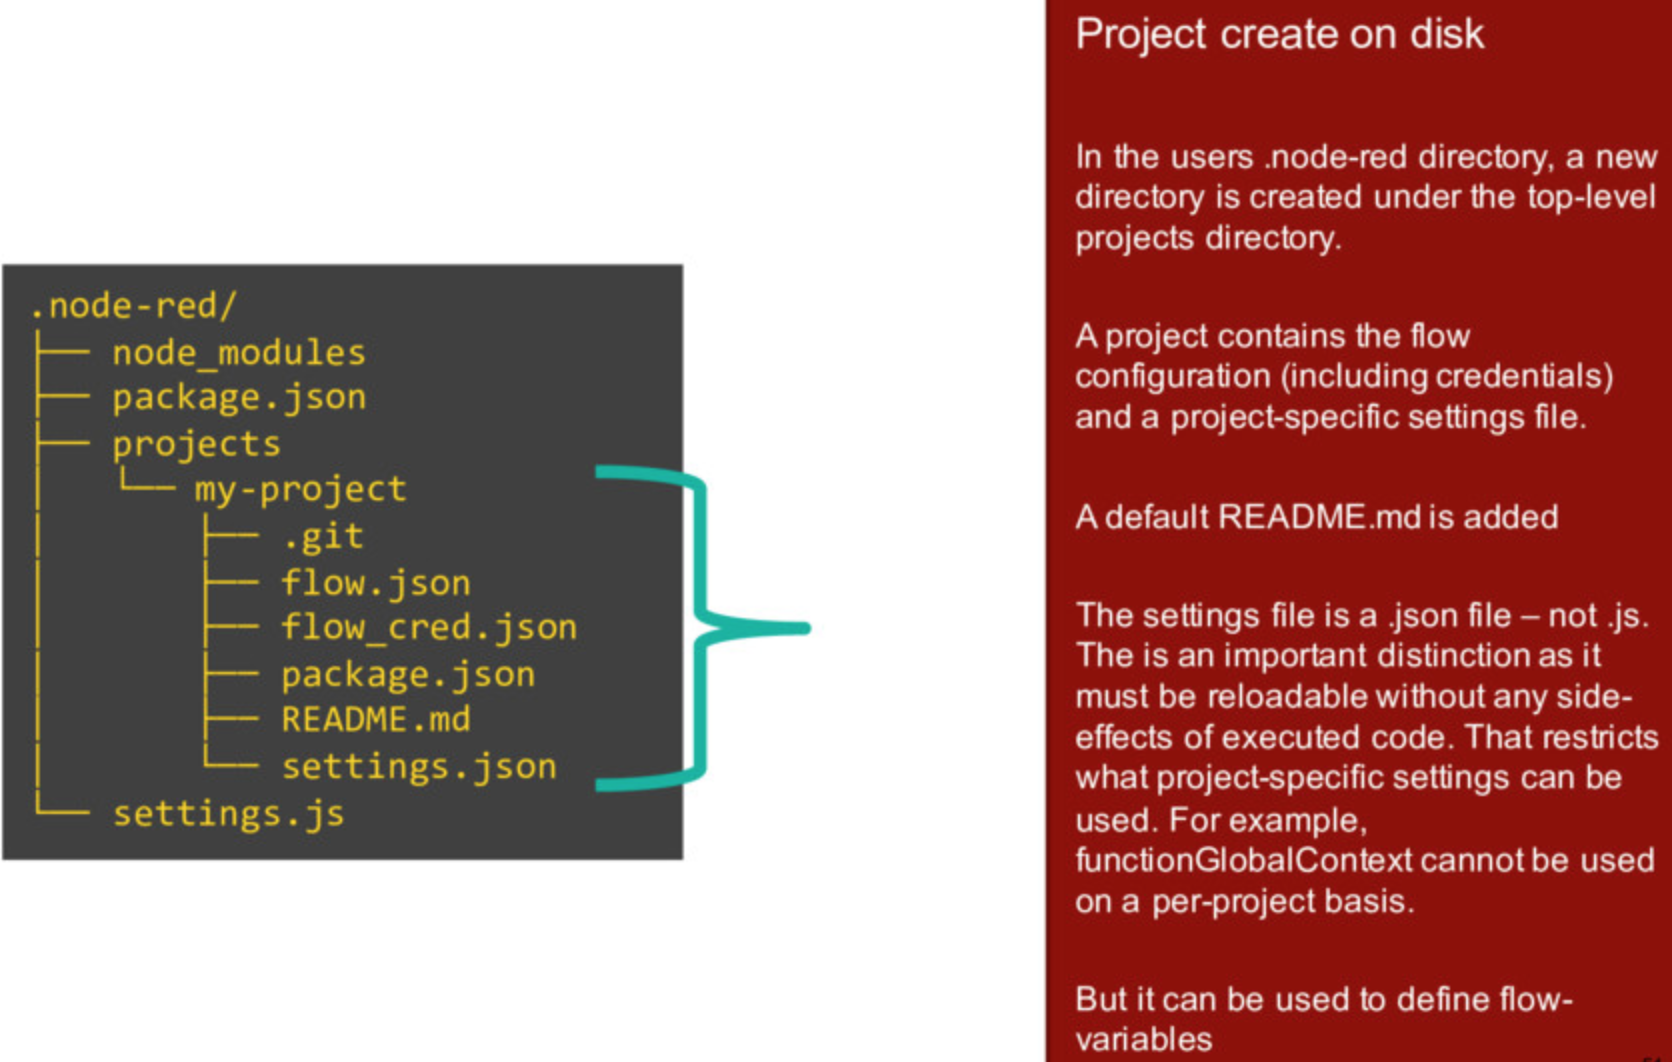 Project create on disk
In the users .node-red directory, a new
directory is created under the top-level
projects directory.
A project contains the flow
configuration (including credentials)
and a project-specific settings file.
A default README.md is added
The settings file is a .json file – not .js.
The is an important distinction as it
must be reloadable without any side-
effects of executed code. That restricts
what project-specific settings can be
used. For example,
functionGlobalContext cannot be used
on a per-project basis.
But it can be used to define flow-
variables
.node-red/
├── node_modules
├── package.json
├── projects
│   └── my-project
│       ├── .git
│       ├── flow.json
│       ├── flow_cred.json
│       ├── package.json
│       ├── README.md
│       └── settings.json
└── settings.js